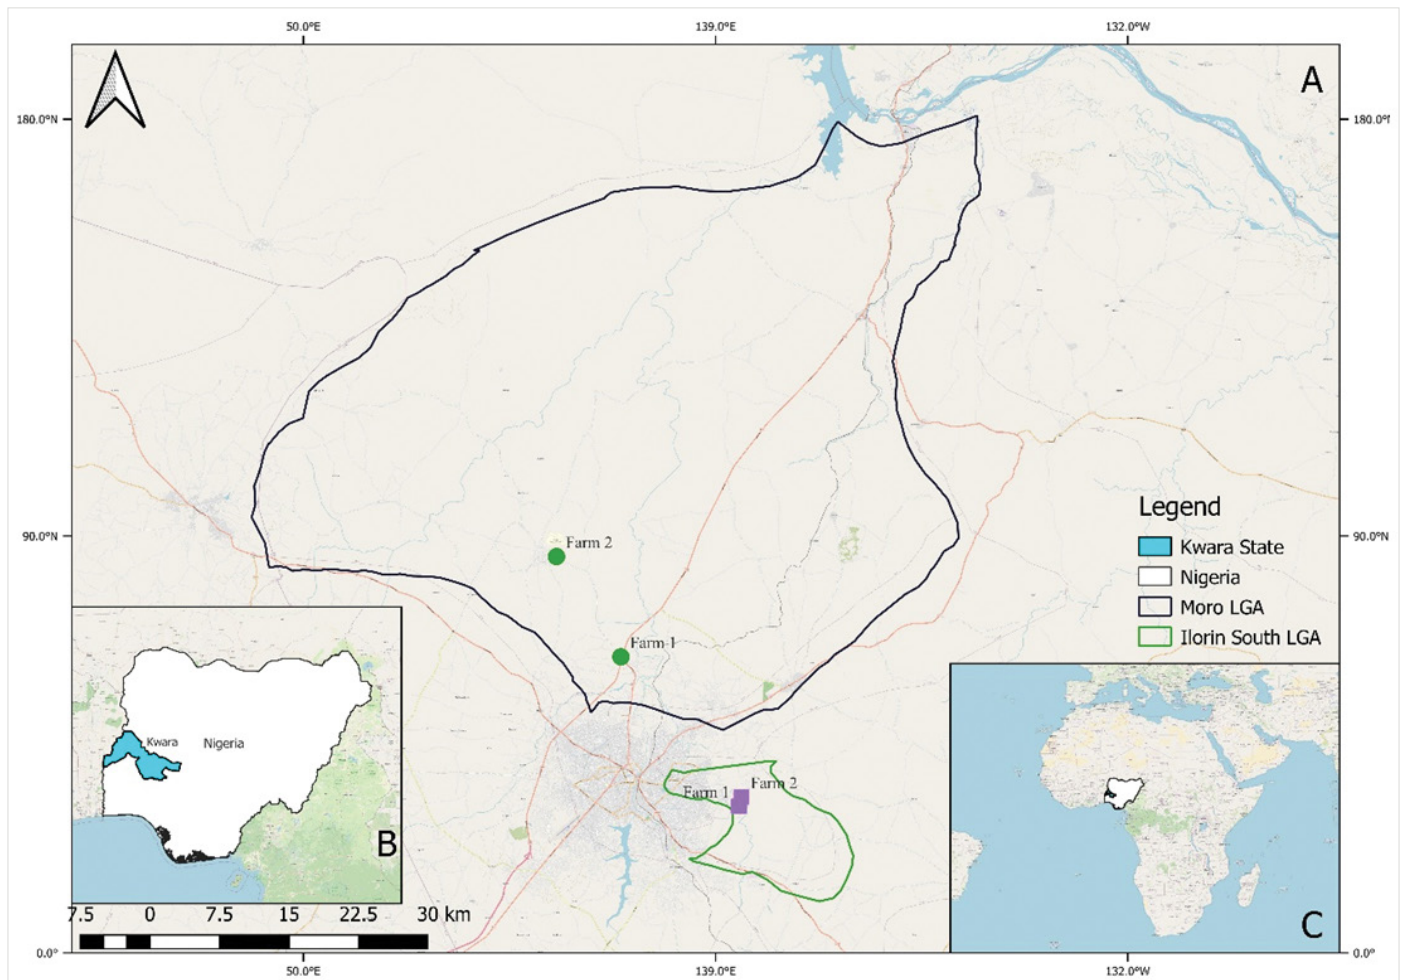 50.0°E 139.0°E 132.0°W
A
180.0°N 180.0°
Farm 2
90.0°N 90.0°N
Legend
Kwara State
Nigeria
Moro LGA
Ilorin South LGA
Farm 1
Kwara Nigeria
Farm 2
Farm 1
B
C
7.5 0 7.5 15 22.5 30 km
0.0° 0.0°
50.0°E 139.0°E 132.0°W